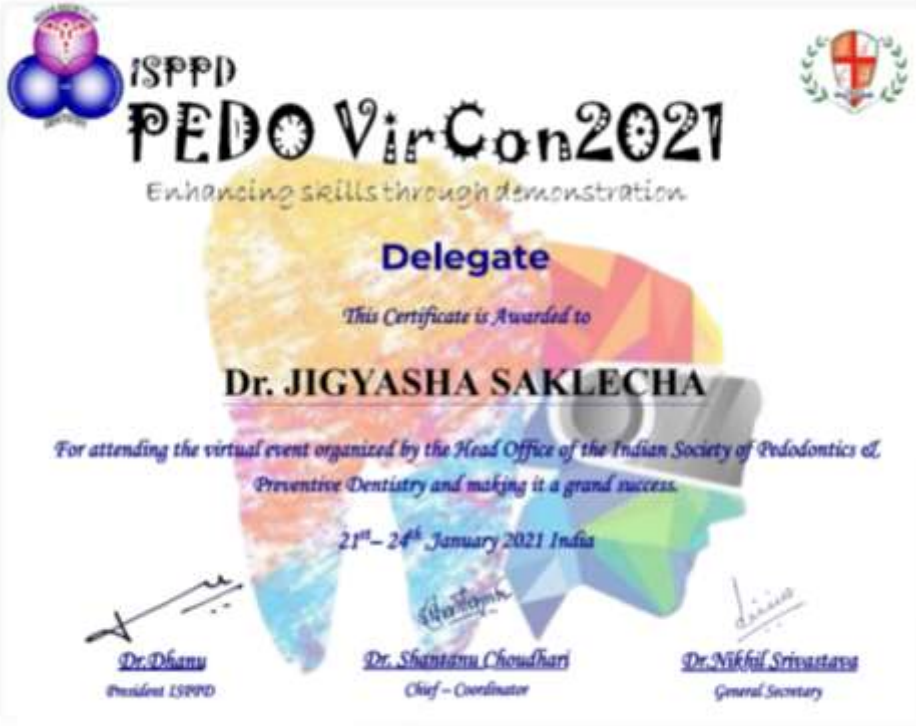 ISPPD
PEDO VirCon2021
Enhancing skills through demonstration
Delegate
This Certificate is Awarded to
Dr. JIGYASHA SAKLECHA
For attending the virtual event organized by the Head Office of the Indian Society of Pedodontics &
Preventive Dentistry and making it a grand success.
21st – 24th January 2021 India
Dr.Dhanu
President ISPPD
Dr. Shantanu Choudhari
Chief – Coordinator
Dr.Nikhil Srivastava
General Secretary